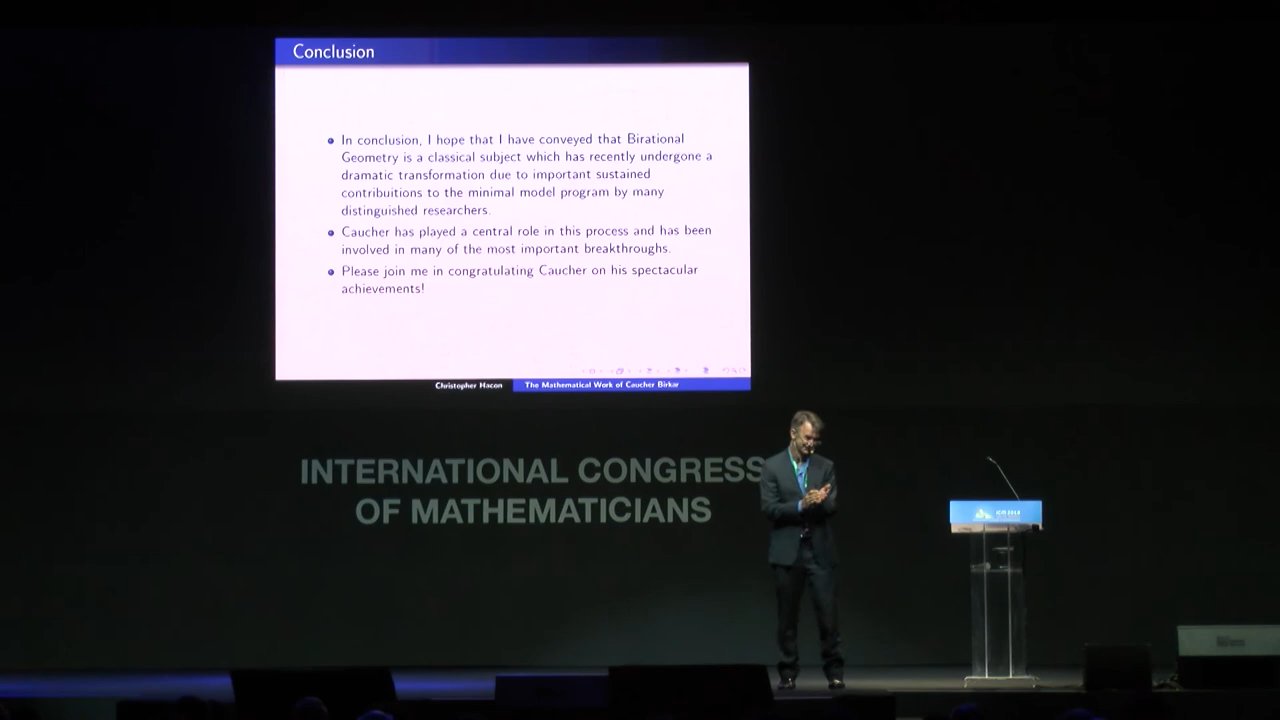 Conclusion
In conclusion, I hope that I have conveyed that Birational
Geometry is a classical subject which has recently undergone a
dramatic transformation due to important sustained
contribuitions to the minimal model program by many
distinguished researchers.
Caucher has played a central role in this process and has been
involved in many of the most important breakthroughs.
Please join me in congratulating Caucher on his spectacular
achievements!
Christopher Hacon The Mathematical Work of Caucher Birkar
INTERNATIONAL CONGRESS
OF MATHEMATICIANS
ICM 2018